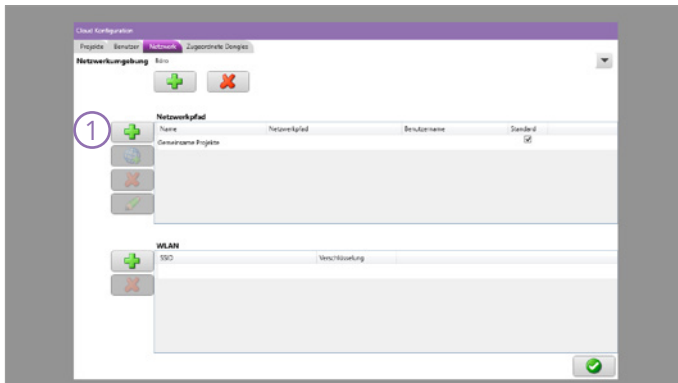 Cloud Konfiguration
Projekte Benutzer Netzwerk Zugeordnete Dongles
Netzwerkumgebung Büro
Netzwerkpfad
1
Name Netzwerkpfad Benutzername Standard
Gemeinsame Projekte
WLAN
SSID Verschlüsselung